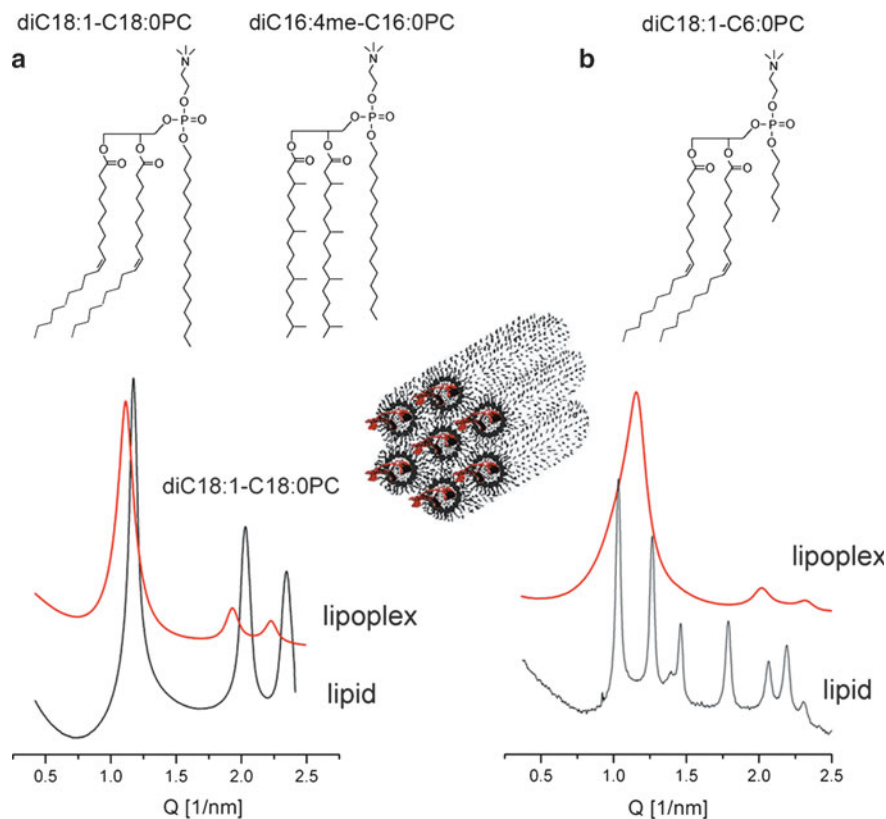 diC18:1-C18:0PC
diC16:4me-C16:0PC
diC18:1-C6:0PC
a
b
N
O
O
P
O
O
O
O
O
O
N
O
O
P
O
O
O
O
O
O
N
O
O
P
O
O
O
O
O
O
diC18:1-C18:0PC
lipoplex
lipid
lipoplex
lipid
0.5 1.0 1.5 2.0 2.5
Q [1/nm]
0.5 1.0 1.5 2.0 2.5
Q [1/nm]